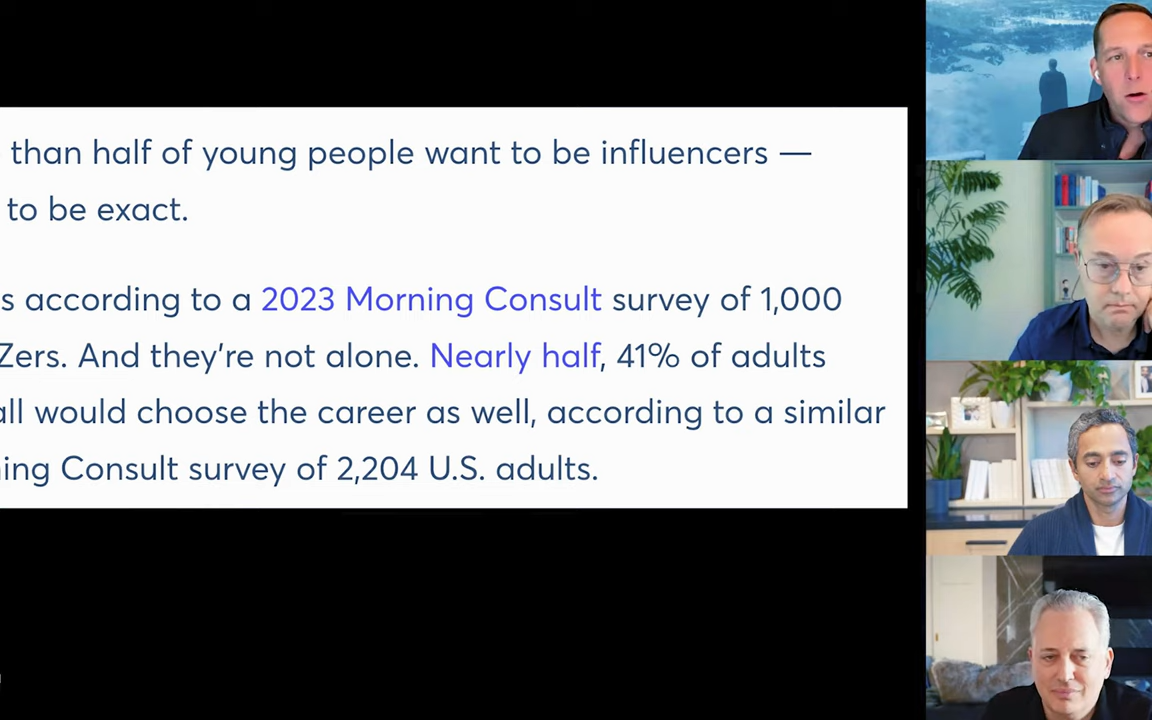 than half of young people want to be influencers —
to be exact.
s according to a 2023 Morning Consult survey of 1,000
Zers. And they're not alone. Nearly half, 41% of adults
all would choose the career as well, according to a similar
ing Consult survey of 2,204 U.S. adults.